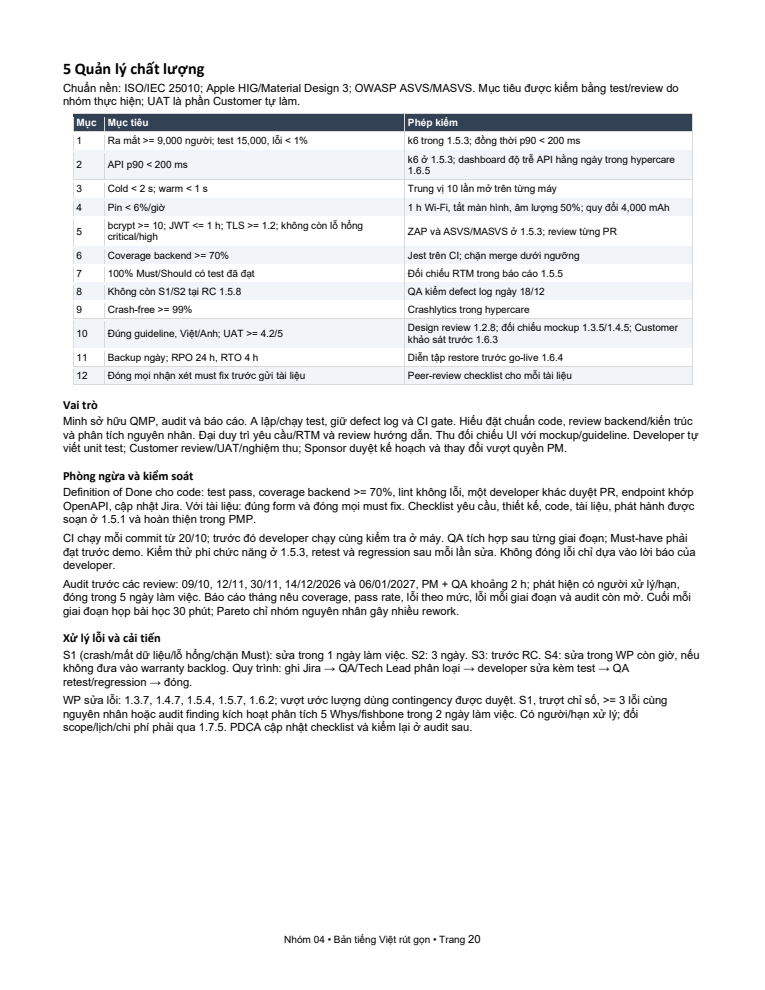 5 Quản lý chất lượng
Chuẩn nền: ISO/IEC 25010; Apple HIG/Material Design 3; OWASP ASVS/MASVS. Mục tiêu được kiểm bằng test/review do
nhóm thực hiện; UAT là phần Customer tự làm.
Mục Mục tiêu Phép kiểm
1 Ra mắt >= 9,000 người; test 15,000, lỗi < 1% k6 trong 1.5.3; đồng thời p90 < 200 ms
2 API p90 < 200 ms k6 ở 1.5.3; dashboard độ trễ API hằng ngày trong hypercare
1.6.5
3 Cold < 2 s; warm < 1 s Trung vị 10 lần mở trên từng máy
4 Pin < 6%/giờ 1 h Wi-Fi, tắt màn hình, âm lượng 50%; quy đổi 4,000 mAh
5 bcrypt >= 10; JWT <= 1 h; TLS >= 1.2; không còn lỗ hổng
critical/high ZAP và ASVS/MASVS ở 1.5.3; review từng PR
6 Coverage backend >= 70% Jest trên CI; chặn merge dưới ngưỡng
7 100% Must/Should có test đã đạt Đối chiếu RTM trong báo cáo 1.5.5
8 Không còn S1/S2 tại RC 1.5.8 QA kiểm defect log ngày 18/12
9 Crash-free >= 99% Crashlytics trong hypercare
10 Đúng guideline, Việt/Anh; UAT >= 4.2/5 Design review 1.2.8; đối chiếu mockup 1.3.5/1.4.5; Customer
khảo sát trước 1.6.3
11 Backup ngày; RPO 24 h, RTO 4 h Diễn tập restore trước go-live 1.6.4
12 Đóng mọi nhận xét must fix trước gửi tài liệu Peer-review checklist cho mỗi tài liệu
Vai trò
Minh sở hữu QMP, audit và báo cáo. A lập/chạy test, giữ defect log và CI gate. Hiếu đặt chuẩn code, review backend/kiến trúc
và phân tích nguyên nhân. Đại duy trì yêu cầu/RTM và review hướng dẫn. Thu đối chiếu UI với mockup/guideline. Developer tự
viết unit test; Customer review/UAT/nghiệm thu; Sponsor duyệt kế hoạch và thay đổi vượt quyền PM.
Phòng ngừa và kiểm soát
Definition of Done cho code: test pass, coverage backend >= 70%, lint không lỗi, một developer khác duyệt PR, endpoint khớp
OpenAPI, cập nhật Jira. Với tài liệu: đúng form và đóng mọi must fix. Checklist yêu cầu, thiết kế, code, tài liệu, phát hành được
soạn ở 1.5.1 và hoàn thiện trong PMP.
CI chạy mỗi commit từ 20/10; trước đó developer chạy cùng kiểm tra ở máy. QA tích hợp sau từng giai đoạn; Must-have phải
đạt trước demo. Kiểm thử phi chức năng ở 1.5.3, retest và regression sau mỗi lần sửa. Không đóng lỗi chỉ dựa vào lời báo của
developer.
Audit trước các review: 09/10, 12/11, 30/11, 14/12/2026 và 06/01/2027, PM + QA khoảng 2 h; phát hiện có người xử lý/hạn,
đóng trong 5 ngày làm việc. Báo cáo tháng nêu coverage, pass rate, lỗi theo mức, lỗi mỗi giai đoạn và audit còn mở. Cuối mỗi
giai đoạn họp bài học 30 phút; Pareto chỉ nhóm nguyên nhân gây nhiều rework.
Xử lý lỗi và cải tiến
S1 (crash/mất dữ liệu/lỗ hổng/chặn Must): sửa trong 1 ngày làm việc. S2: 3 ngày. S3: trước RC. S4: sửa trong WP còn giờ, nếu
không đưa vào warranty backlog. Quy trình: ghi Jira → QA/Tech Lead phân loại → developer sửa kèm test → QA
retest/regression → đóng.
WP sửa lỗi: 1.3.7, 1.4.7, 1.5.4, 1.5.7, 1.6.2; vượt ước lượng dùng contingency được duyệt. S1, trượt chỉ số, >= 3 lỗi cùng
nguyên nhân hoặc audit finding kích hoạt phân tích 5 Whys/fishbone trong 2 ngày làm việc. Có người/hạn xử lý; đổi
scope/lịch/chi phí phải qua 1.7.5. PDCA cập nhật checklist và kiểm lại ở audit sau.
Nhóm 04 • Bản tiếng Việt rút gọn • Trang 20